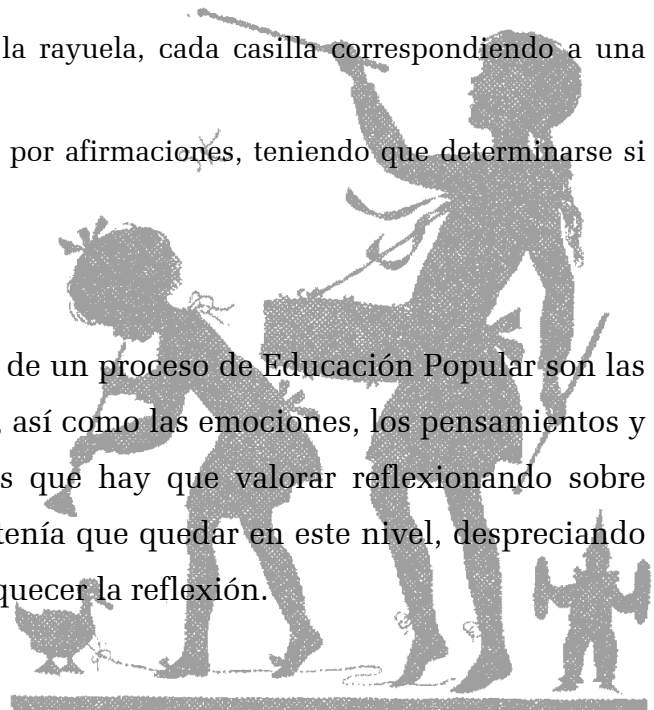 la rayuela, cada casilla correspondiendo a una
por afirmaciones, teniendo que determinarse si
de un proceso de Educación Popular son las
, así como las emociones, los pensamientos y
s que hay que valorar reflexionando sobre
tenía que quedar en este nivel, despreciando
quecer la reflexión.